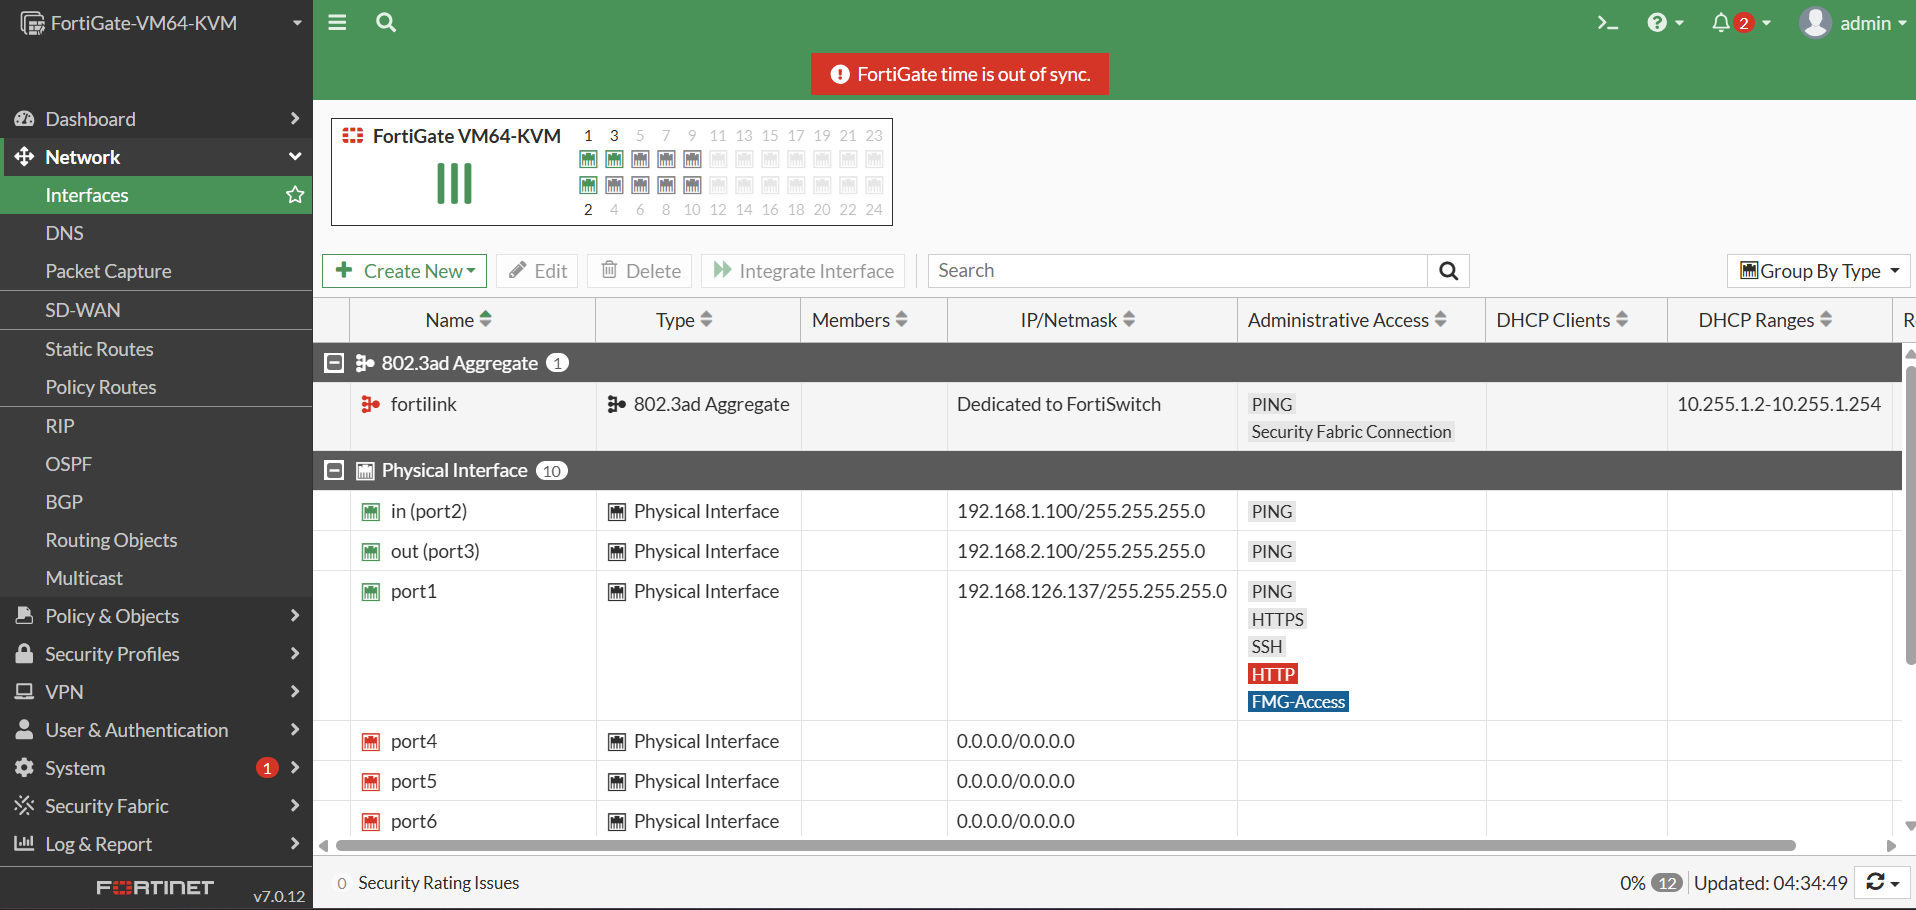 FortiGate-VM64-KVM
2
admin
FortiGate time is out of sync.
Dashboard
Network
Interfaces
DNS
Packet Capture
SD-WAN
Static Routes
Policy Routes
RIP
OSPF
BGP
Routing Objects
Multicast
Policy & Objects
Security Profiles
VPN
User & Authentication
System 1
Security Fabric
Log & Report
FORTINET v7.0.12
FortiGate VM64-KVM
1 3 5 7 9 11 13 15 17 19 21 23
2 4 6 8 10 12 14 16 18 20 22 24
Create New Edit Delete Integrate Interface Search Group By Type
Name Type Members IP/Netmask Administrative Access DHCP Clients DHCP Ranges R
802.3ad Aggregate 1
fortilink 802.3ad Aggregate Dedicated to FortiSwitch PING 10.255.1.2-10.255.1.254
Security Fabric Connection
Physical Interface 10
in (port2) Physical Interface 192.168.1.100/255.255.255.0 PING
out (port3) Physical Interface 192.168.2.100/255.255.255.0 PING
port1 Physical Interface 192.168.126.137/255.255.255.0 PING
HTTPS
SSH
HTTP
FMG-Access
port4 Physical Interface 0.0.0.0/0.0.0.0
port5 Physical Interface 0.0.0.0/0.0.0.0
port6 Physical Interface 0.0.0.0/0.0.0.0
0 Security Rating Issues 0% 12 Updated: 04:34:49